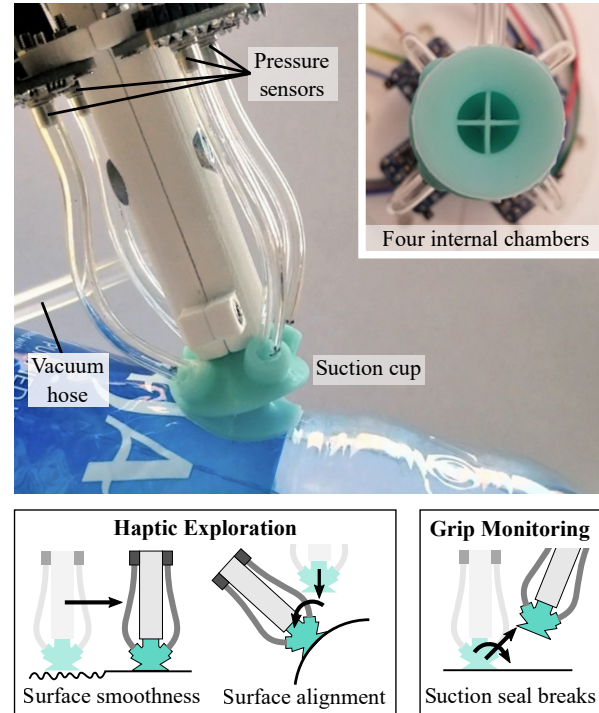 Pressure
sensors
Four internal chambers
Vacuum
hose
Suction cup
A
Haptic Exploration
Grip Monitoring
Surface smoothness
Surface alignment
Suction seal breaks